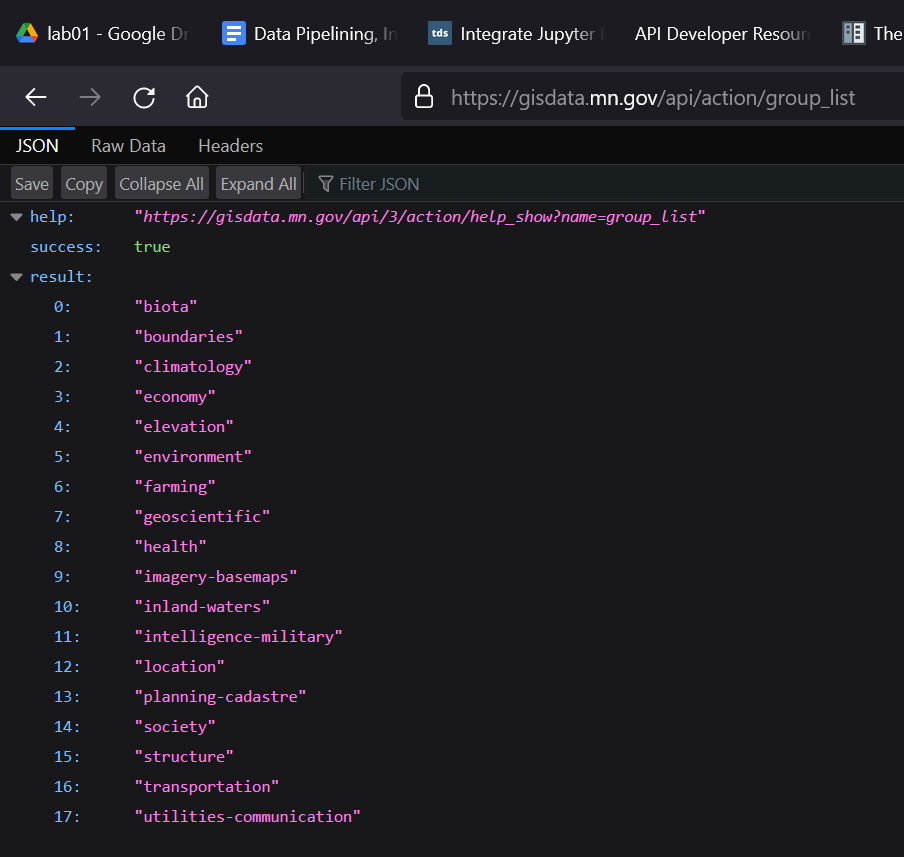 lab01 - Google Dr tds Data Pipelining, In Integrate Jupyter API Developer Resour The
https://gisdata.mn.gov/api/action/group_list
JSON Raw Data Headers
Save Copy Collapse All Expand All Filter JSON
help: "https://gisdata.mn.gov/api/3/action/help_show?name=group_list"
success: true
result:
0: "biota"
1: "boundaries"
2: "climatology"
3: "economy"
4: "elevation"
5: "environment"
6: "farming"
7: "geoscientific"
8: "health"
9: "imagery-basemaps"
10: "inland-waters"
11: "intelligence-military"
12: "location"
13: "planning-cadastre"
14: "society"
15: "structure"
16: "transportation"
17: "utilities-communication"